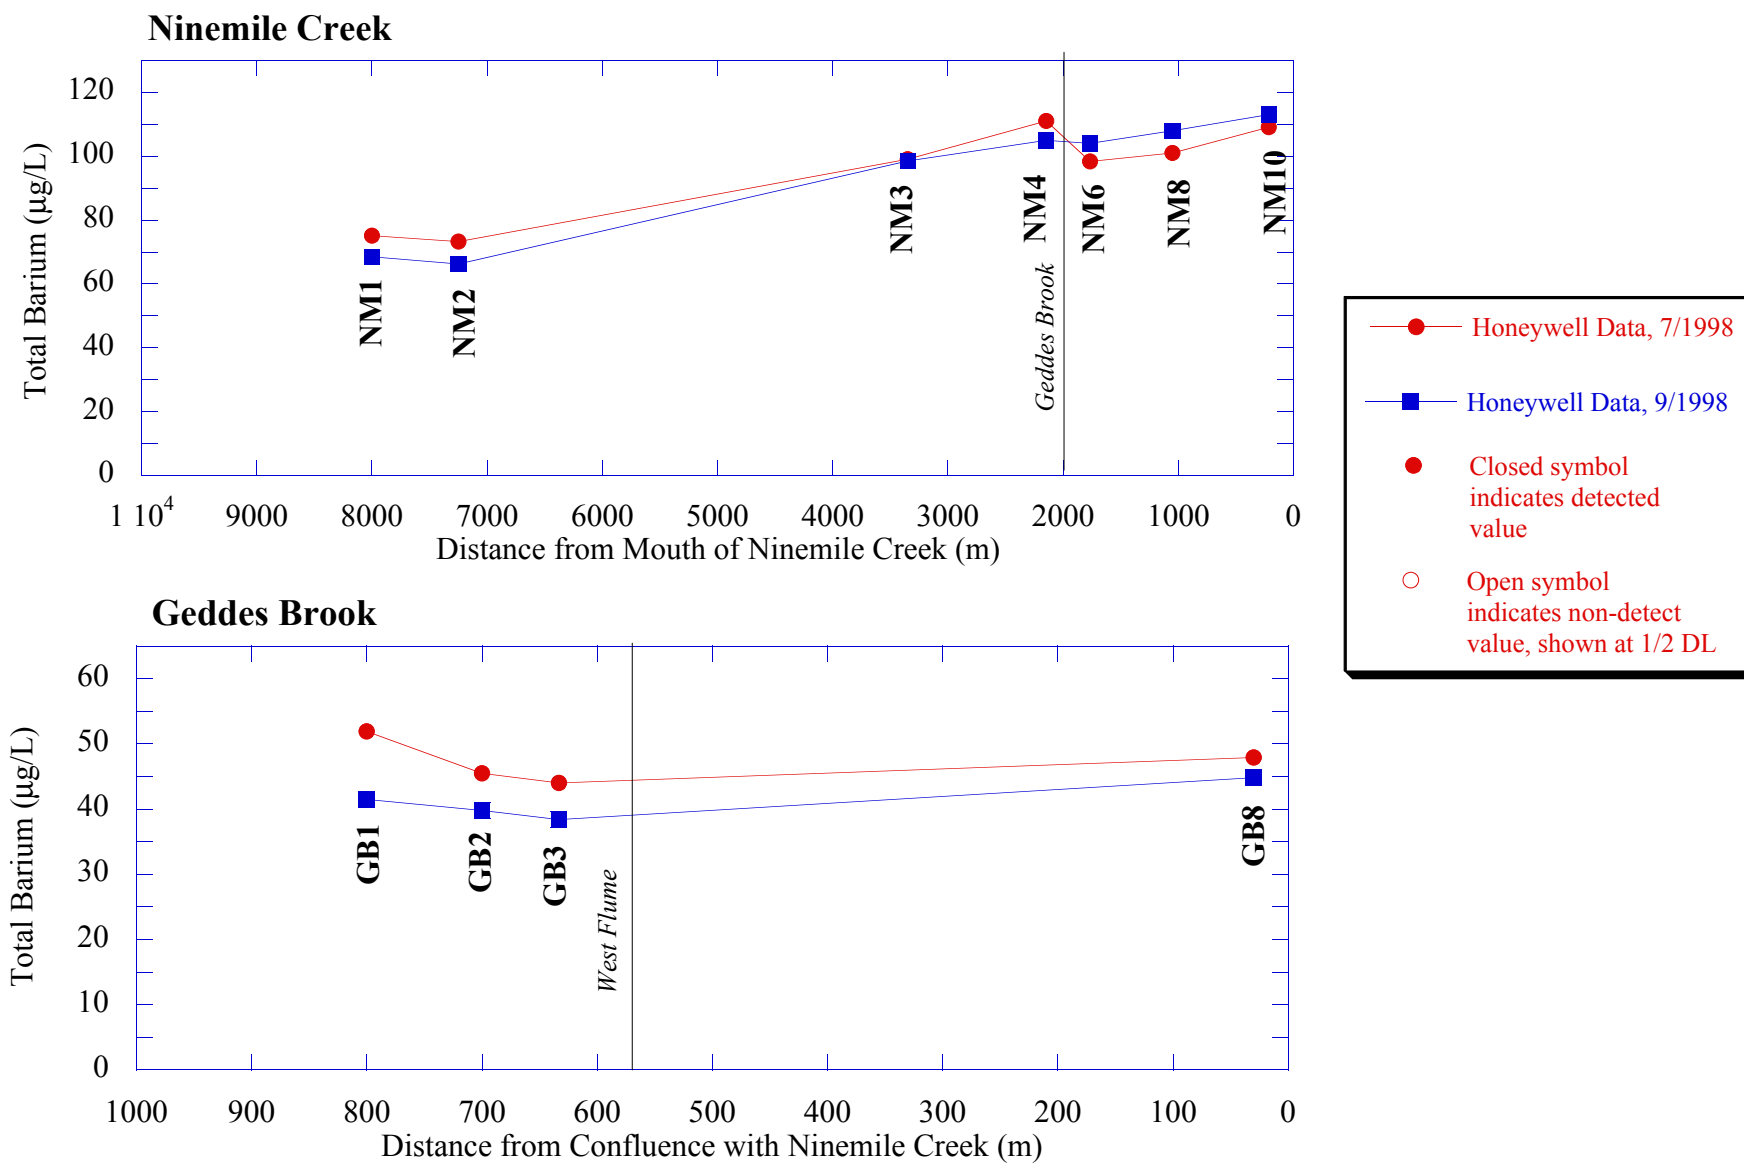 Ninemile Creek
Total Barium (µg/L)
120
100
80
60
40
20
0
NM1
NM2
NM3
NM4
NM6
NM8
NM10
Geddes Brook
1 10⁴ 9000 8000 7000 6000 5000 4000 3000 2000 1000 0
Distance from Mouth of Ninemile Creek (m)
Honeywell Data, 7/1998
Honeywell Data, 9/1998
Closed symbol
indicates detected
value
Open symbol
indicates non-detect
value, shown at 1/2 DL
Geddes Brook
Total Barium (µg/L)
60
50
40
30
20
10
0
GB1
GB2
GB3
GB8
West Flume
1000 900 800 700 600 500 400 300 200 100 0
Distance from Confluence with Ninemile Creek (m)